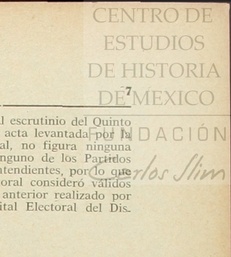 CENTRO DE
ESTUDIOS
DE HISTORIA
DE MEXICO
7
al escrutinio del Quinto
acta levantada por la
al, no figura ninguna
nguno de los Partidos
ntendientes, por lo que
oral consideró válidos
anterior realizado por
ital Electoral del Dis-
FUNDACIÓN
Carlos Slim